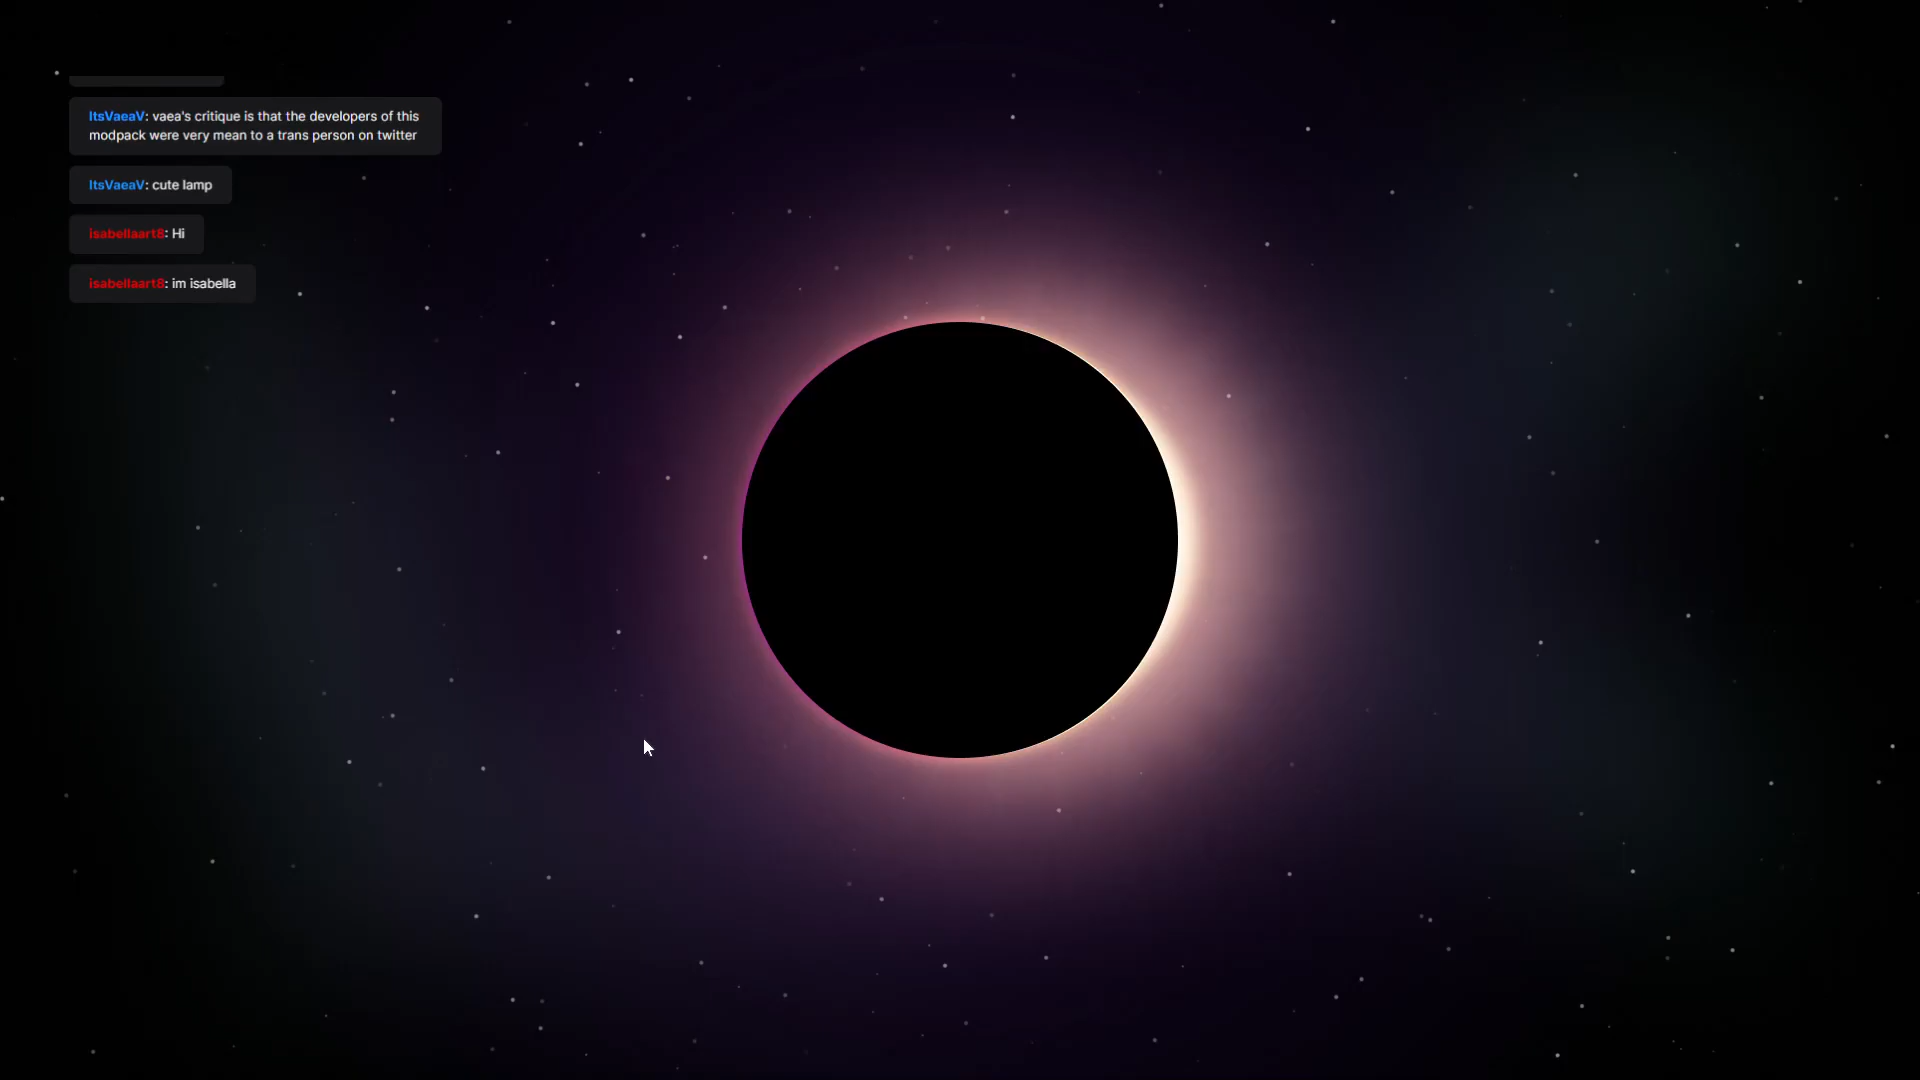 ItsVaeaV: vaea's critique is that the developers of this
modpack were very mean to a trans person on twitter
ItsVaeaV: cute lamp
isabellaart8: Hi
isabellaart8: im isabella